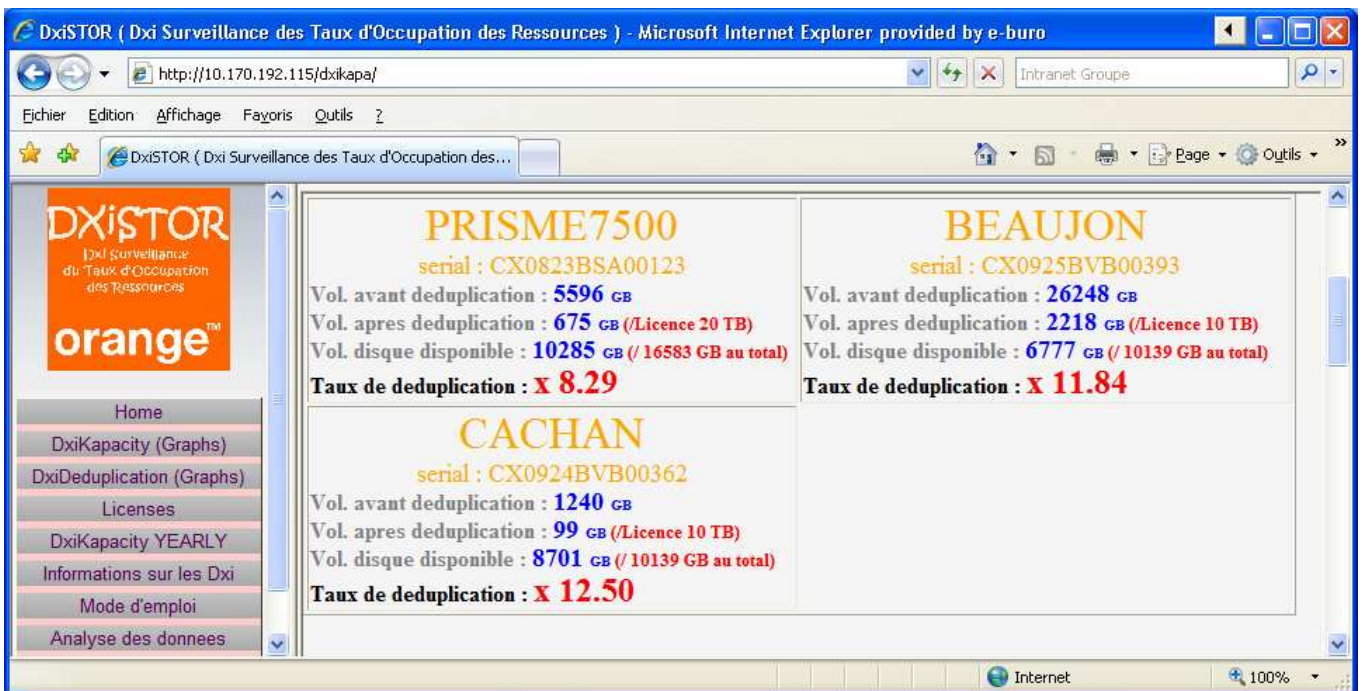 DxiSTOR ( Dxi Surveillance des Taux d'Occupation des Ressources ) - Microsoft Internet Explorer provided by e-buro
http://10.170.192.115/dxikapa/
Intranet Groupe
Fichier Edition Affichage Favoris Outils ?
DxiSTOR ( Dxi Surveillance des Taux d'Occupation des...
Page Outils »
DXiSTOR
Dxi Surveillance
du Taux d'Occupation
des Ressources
orange™
Home
DxiKapacity (Graphs)
DxiDeduplication (Graphs)
Licenses
DxiKapacity YEARLY
Informations sur les Dxi
Mode d'emploi
Analyse des donnees
PRISME7500
serial : CX0823BSA00123
Vol. avant deduplication : 5596 GB
Vol. apres deduplication : 675 GB (/Licence 20 TB)
Vol. disque disponible : 10285 GB (/ 16583 GB au total)
Taux de deduplication : x 8.29
BEAUJON
serial : CX0925BVB00393
Vol. avant deduplication : 26248 GB
Vol. apres deduplication : 2218 GB (/Licence 10 TB)
Vol. disque disponible : 6777 GB (/ 10139 GB au total)
Taux de deduplication : x 11.84
CACHAN
serial : CX0924BVB00362
Vol. avant deduplication : 1240 GB
Vol. apres deduplication : 99 GB (/Licence 10 TB)
Vol. disque disponible : 8701 GB (/ 10139 GB au total)
Taux de deduplication : x 12.50
Internet
100%